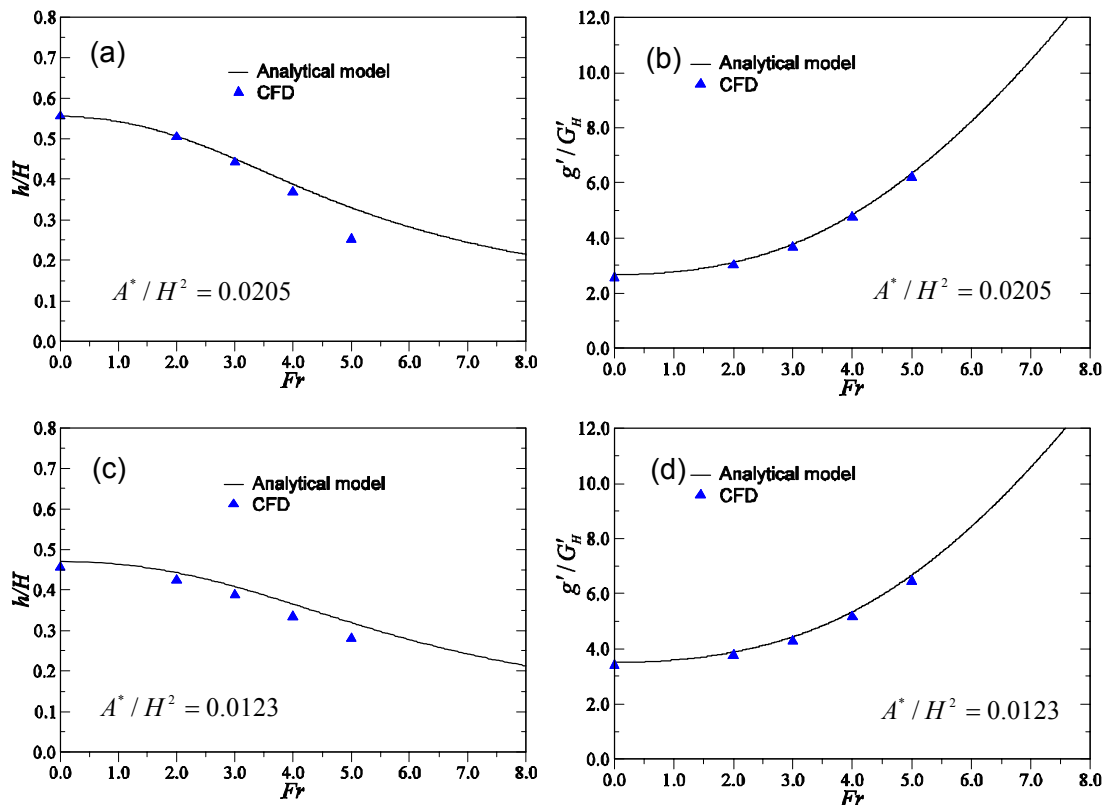 (a)
Analytical model
CFD
h/H
0.8
0.7
0.6
0.5
0.4
0.3
0.2
0.1
0.0
A* / H² = 0.0205
0.0 1.0 2.0 3.0 4.0 5.0 6.0 7.0 8.0
Fr
(b)
Analytical model
CFD
g′ / G′H
12.0
10.0
8.0
6.0
4.0
2.0
0.0
A* / H² = 0.0205
0.0 1.0 2.0 3.0 4.0 5.0 6.0 7.0 8.0
Fr
(c)
Analytical model
CFD
h/H
0.8
0.7
0.6
0.5
0.4
0.3
0.2
0.1
0.0
A* / H² = 0.0123
0.0 1.0 2.0 3.0 4.0 5.0 6.0 7.0 8.0
Fr
(d)
Analytical model
CFD
g′ / G′H
12.0
10.0
8.0
6.0
4.0
2.0
0.0
A* / H² = 0.0123
0.0 1.0 2.0 3.0 4.0 5.0 6.0 7.0 8.0
Fr